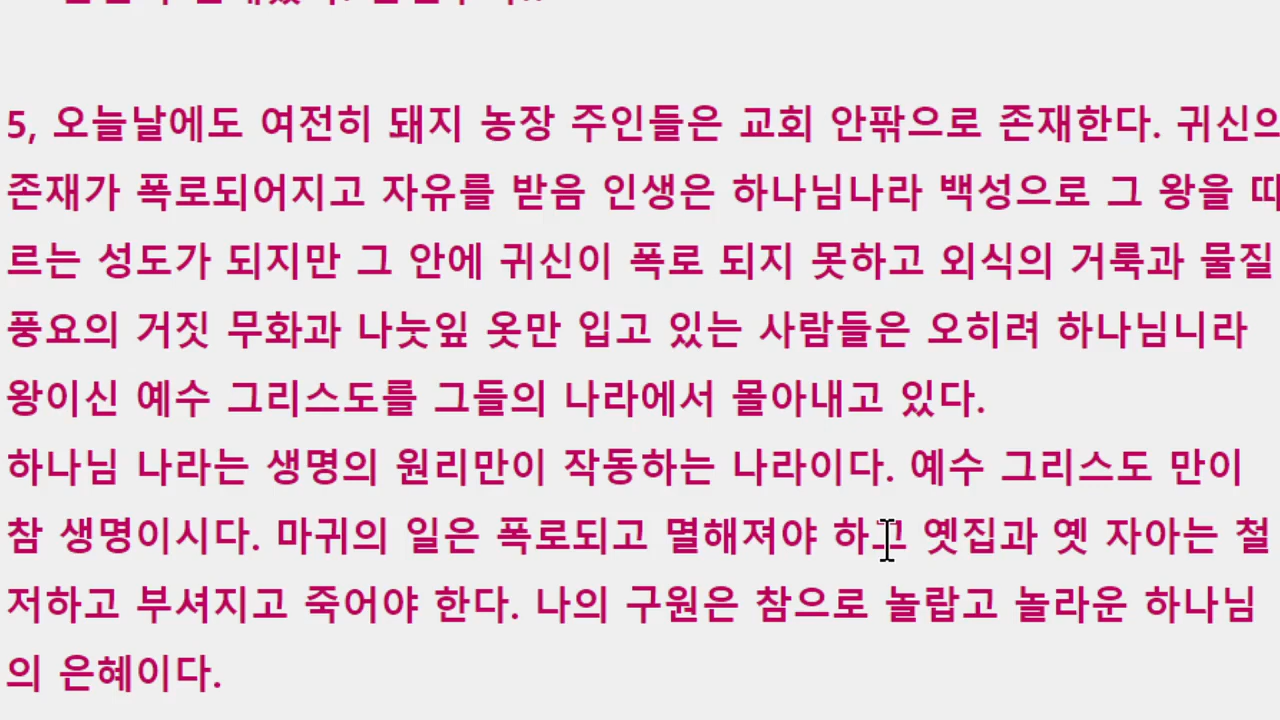 5, 오늘날에도 여전히 돼지 농장 주인들은 교회 안팎으로 존재한다. 귀신의
존재가 폭로되어지고 자유를 받음 인생은 하나님나라 백성으로 그 왕을 따
르는 성도가 되지만 그 안에 귀신이 폭로 되지 못하고 외식의 거룩과 물질
풍요의 거짓 무화과 나눗잎 옷만 입고 있는 사람들은 오히려 하나님니라
왕이신 예수 그리스도를 그들의 나라에서 몰아내고 있다.
하나님 나라는 생명의 원리만이 작동하는 나라이다. 예수 그리스도 만이
참 생명이시다. 마귀의 일은 폭로되고 멸해져야 하고 옛집과 옛 자아는 철
저하고 부셔지고 죽어야 한다. 나의 구원은 참으로 놀랍고 놀라운 하나님
의 은혜이다.